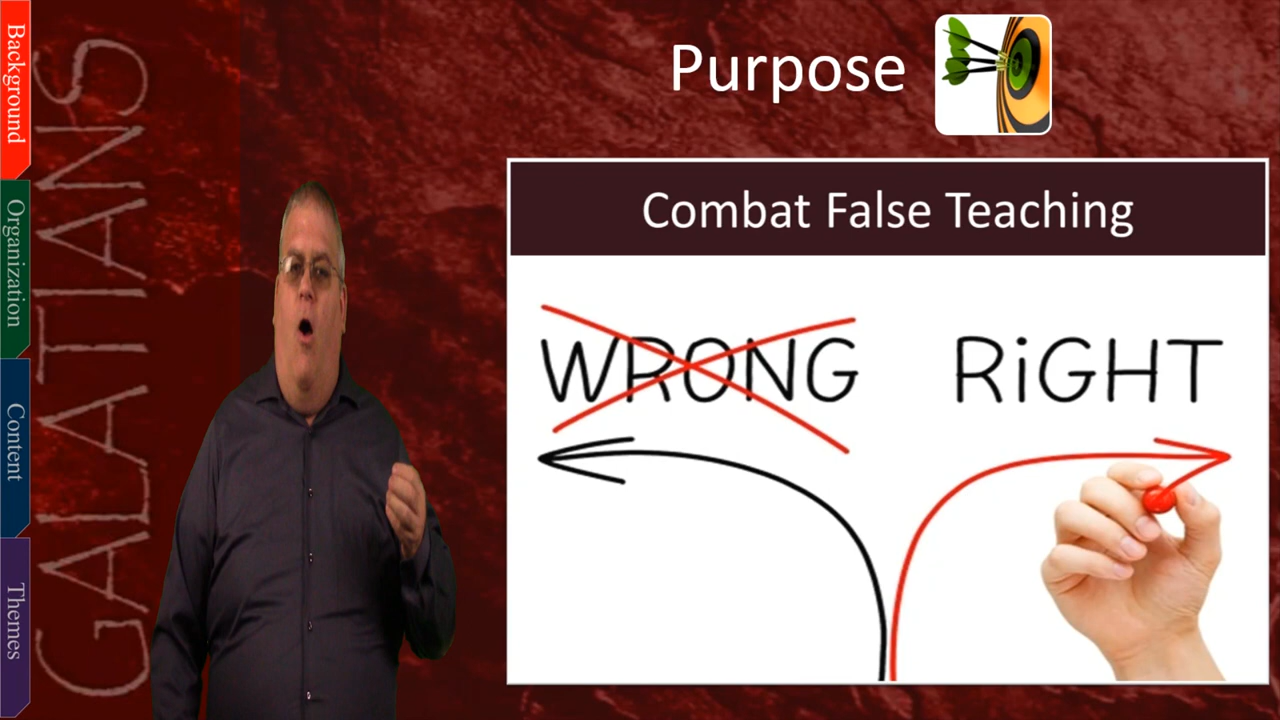 Background
Organization
Content
Themes
GALATIANS
Purpose
Combat False Teaching
WRONG
RiGHT